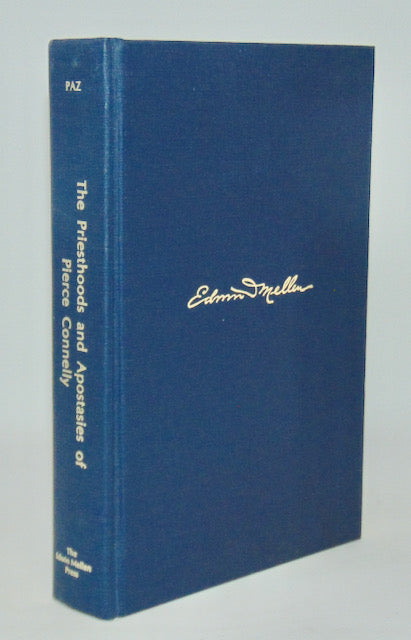 PAZ
The Priesthoods and Apostasies of
Pierce Connelly
The
Edwin Mellen
Press
Edwin Mellen